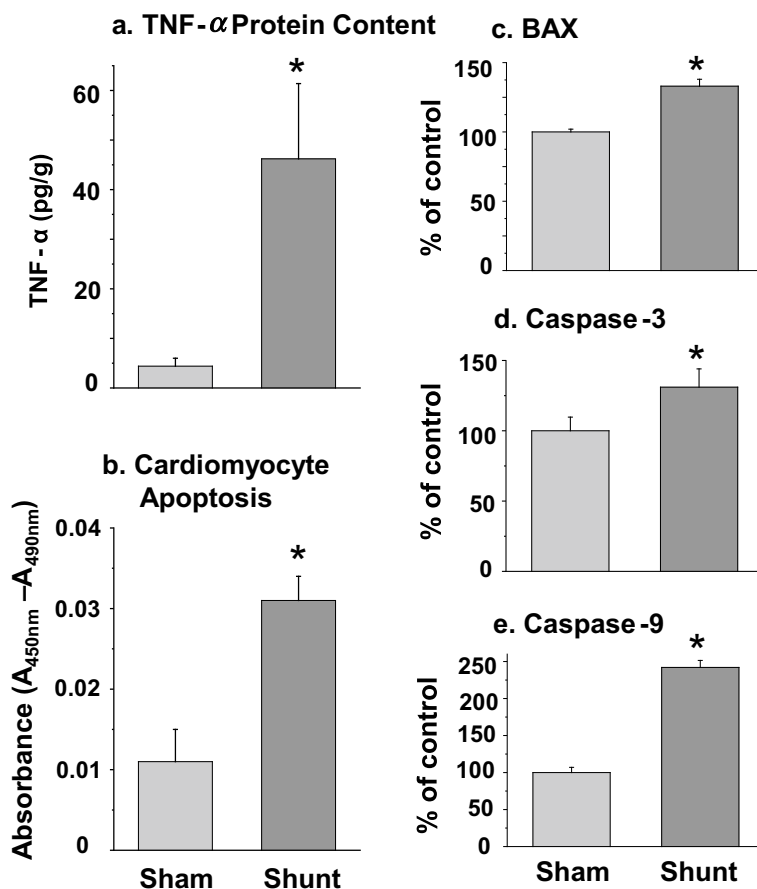 a. TNF-α Protein Content
*
TNF-α (pg/g)
60
40
20
0
b. Cardiomyocyte
Apoptosis
*
Absorbance (A450nm –A490nm)
0.04
0.03
0.02
0.01
0
Sham Shunt
c. BAX
*
% of control
150
100
50
0
d. Caspase-3
*
% of control
150
100
50
0
e. Caspase-9
*
% of control
250
200
150
100
50
0
Sham Shunt